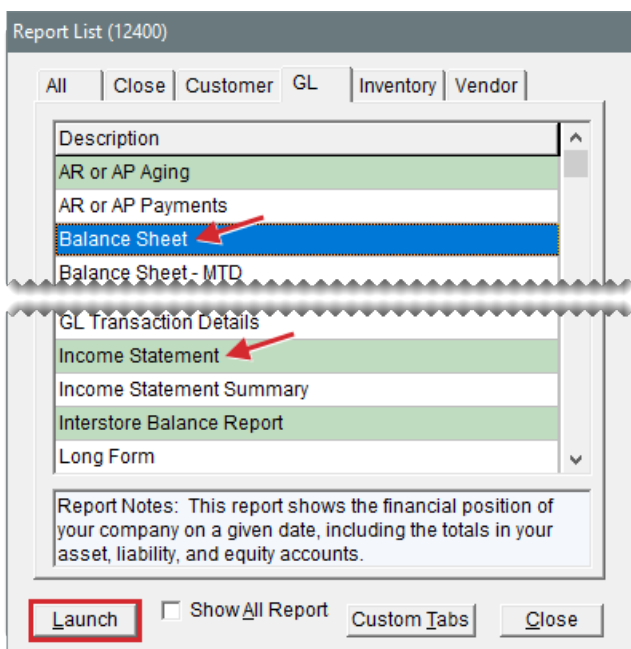 Report List (12400)
All Close Customer GL Inventory Vendor
Description
AR or AP Aging
AR or AP Payments
Balance Sheet
Balance Sheet - MTD
GL Transaction Details
Income Statement
Income Statement Summary
Interstore Balance Report
Long Form
Report Notes: This report shows the financial position of
your company on a given date, including the totals in your
asset, liability, and equity accounts.
Launch Show All Report Custom Tabs Close